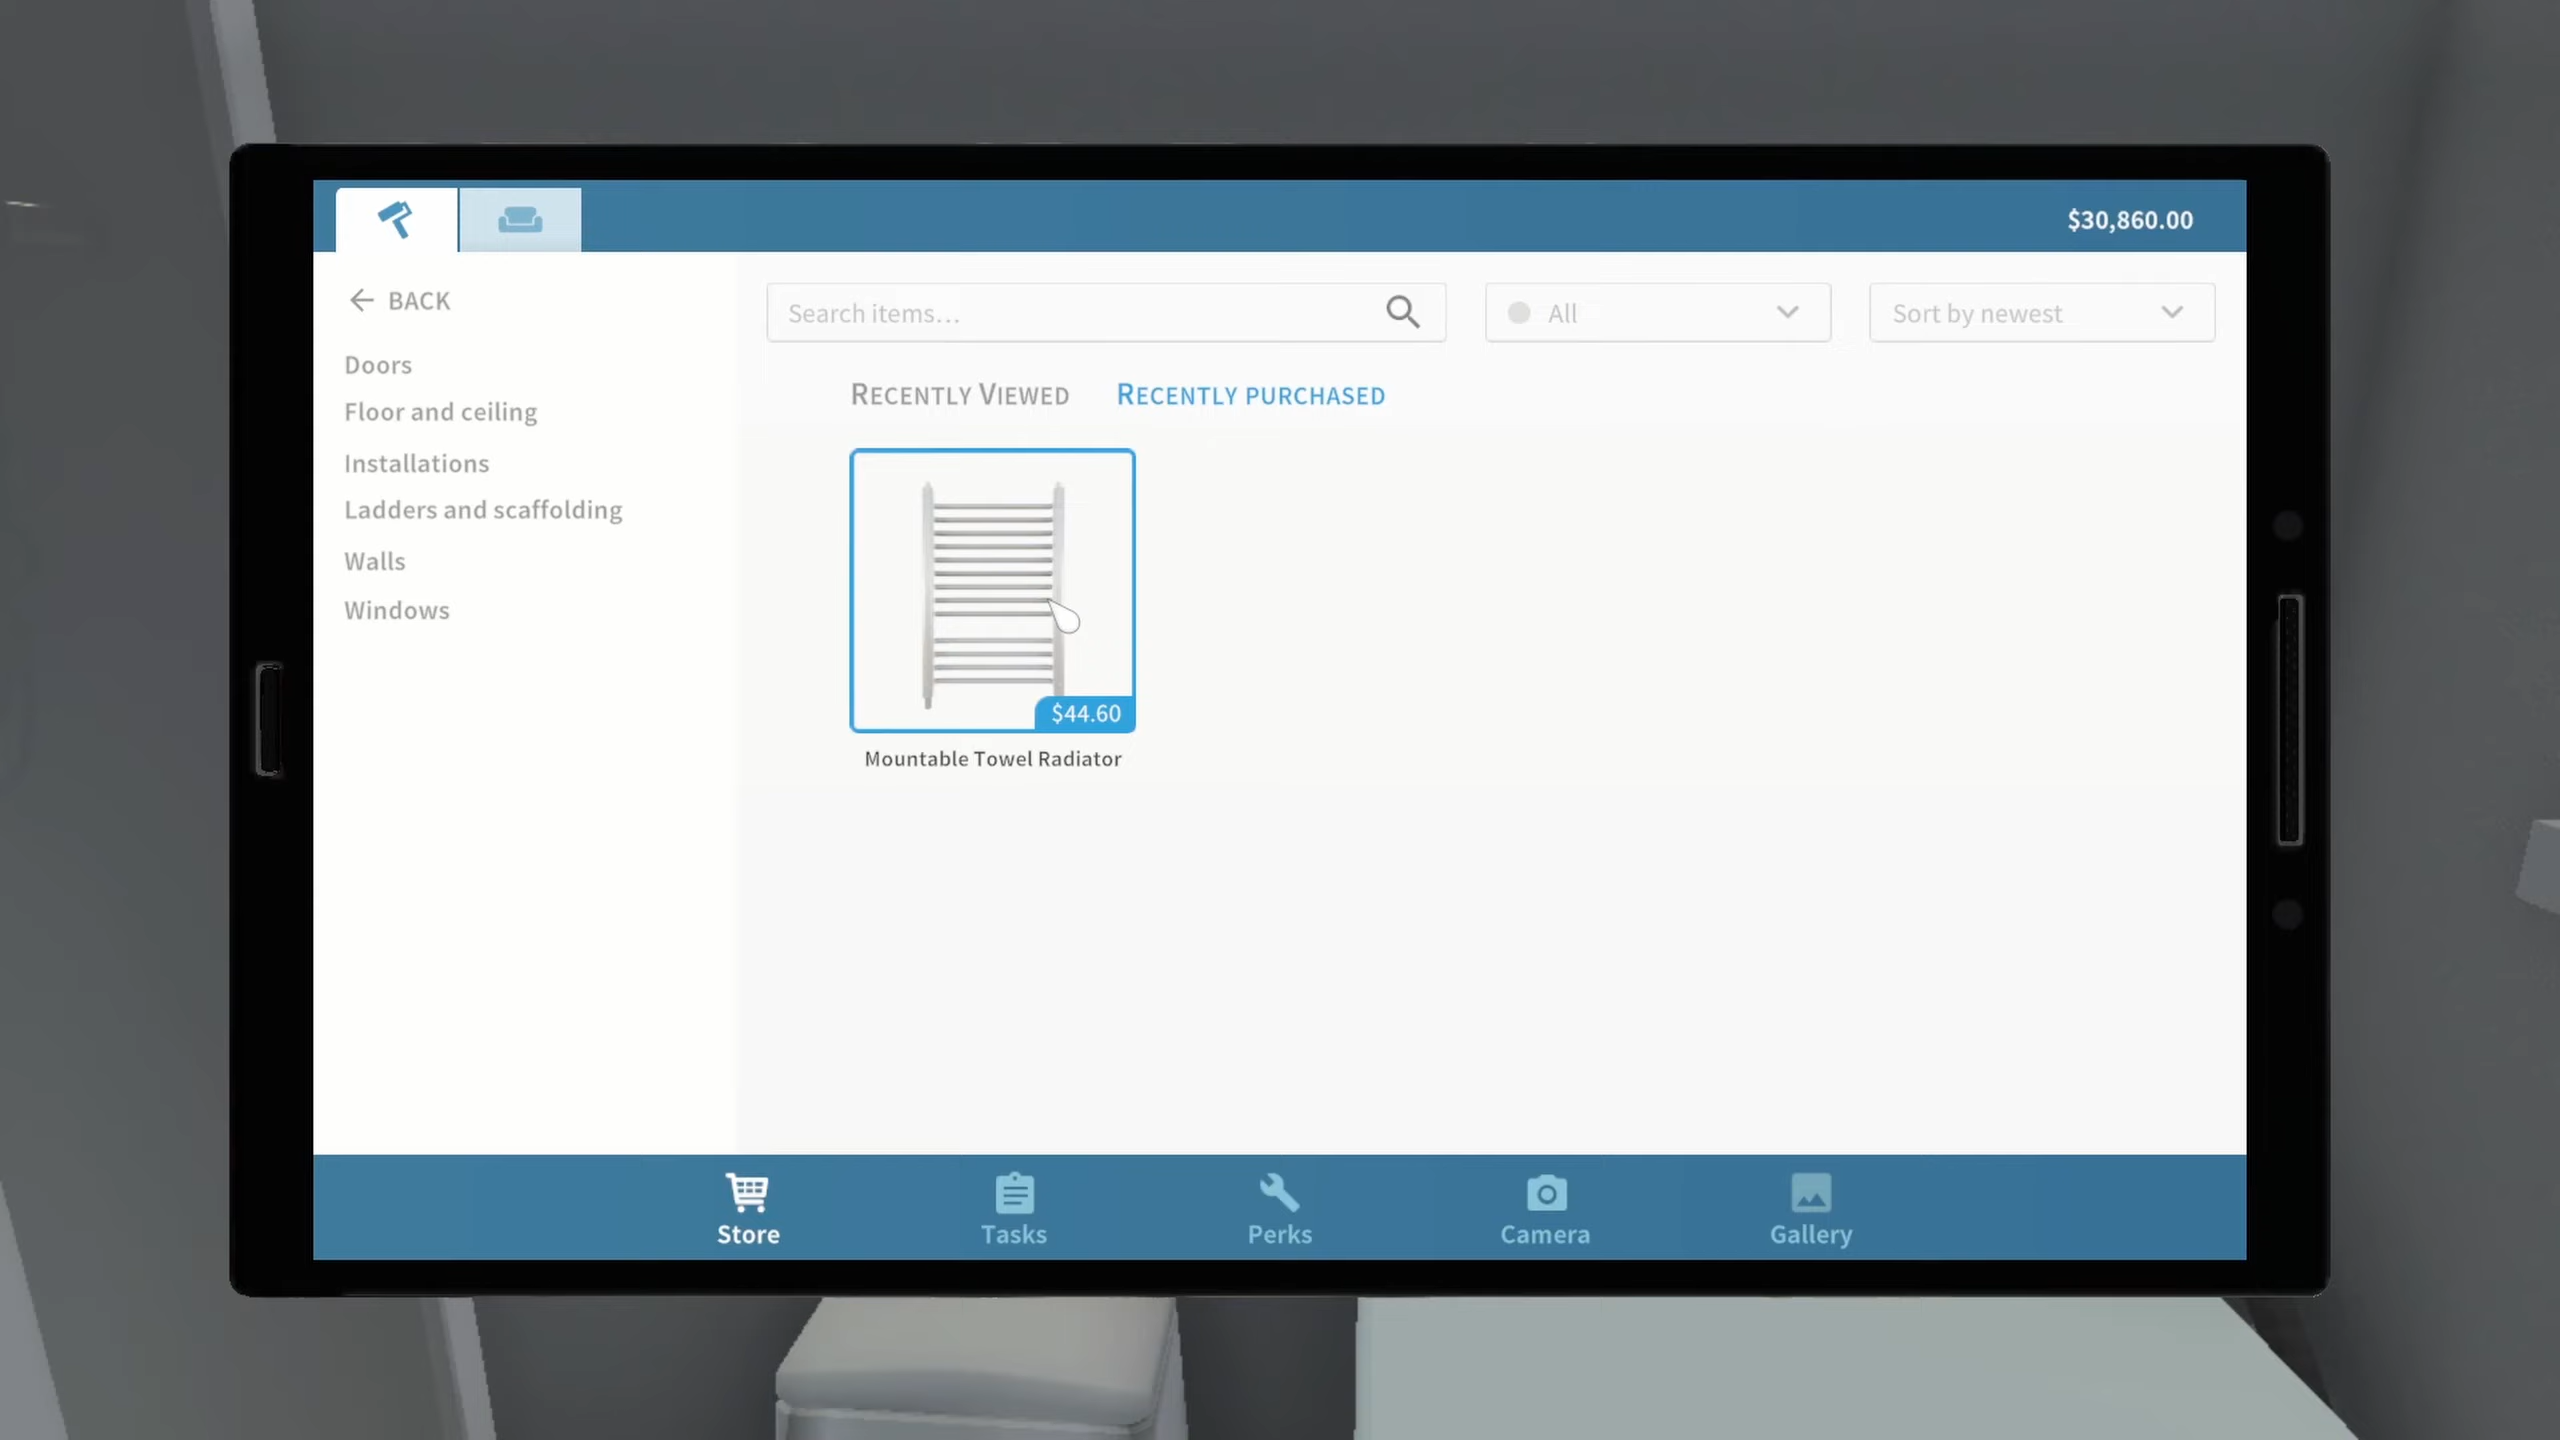 $30,860.00
BACK
Search items...
All
Sort by newest
Doors
Floor and ceiling
Installations
Ladders and scaffolding
Walls
Windows
RECENTLY VIEWED
RECENTLY PURCHASED
$44.60
Mountable Towel Radiator
Store
Tasks
Perks
Camera
Gallery